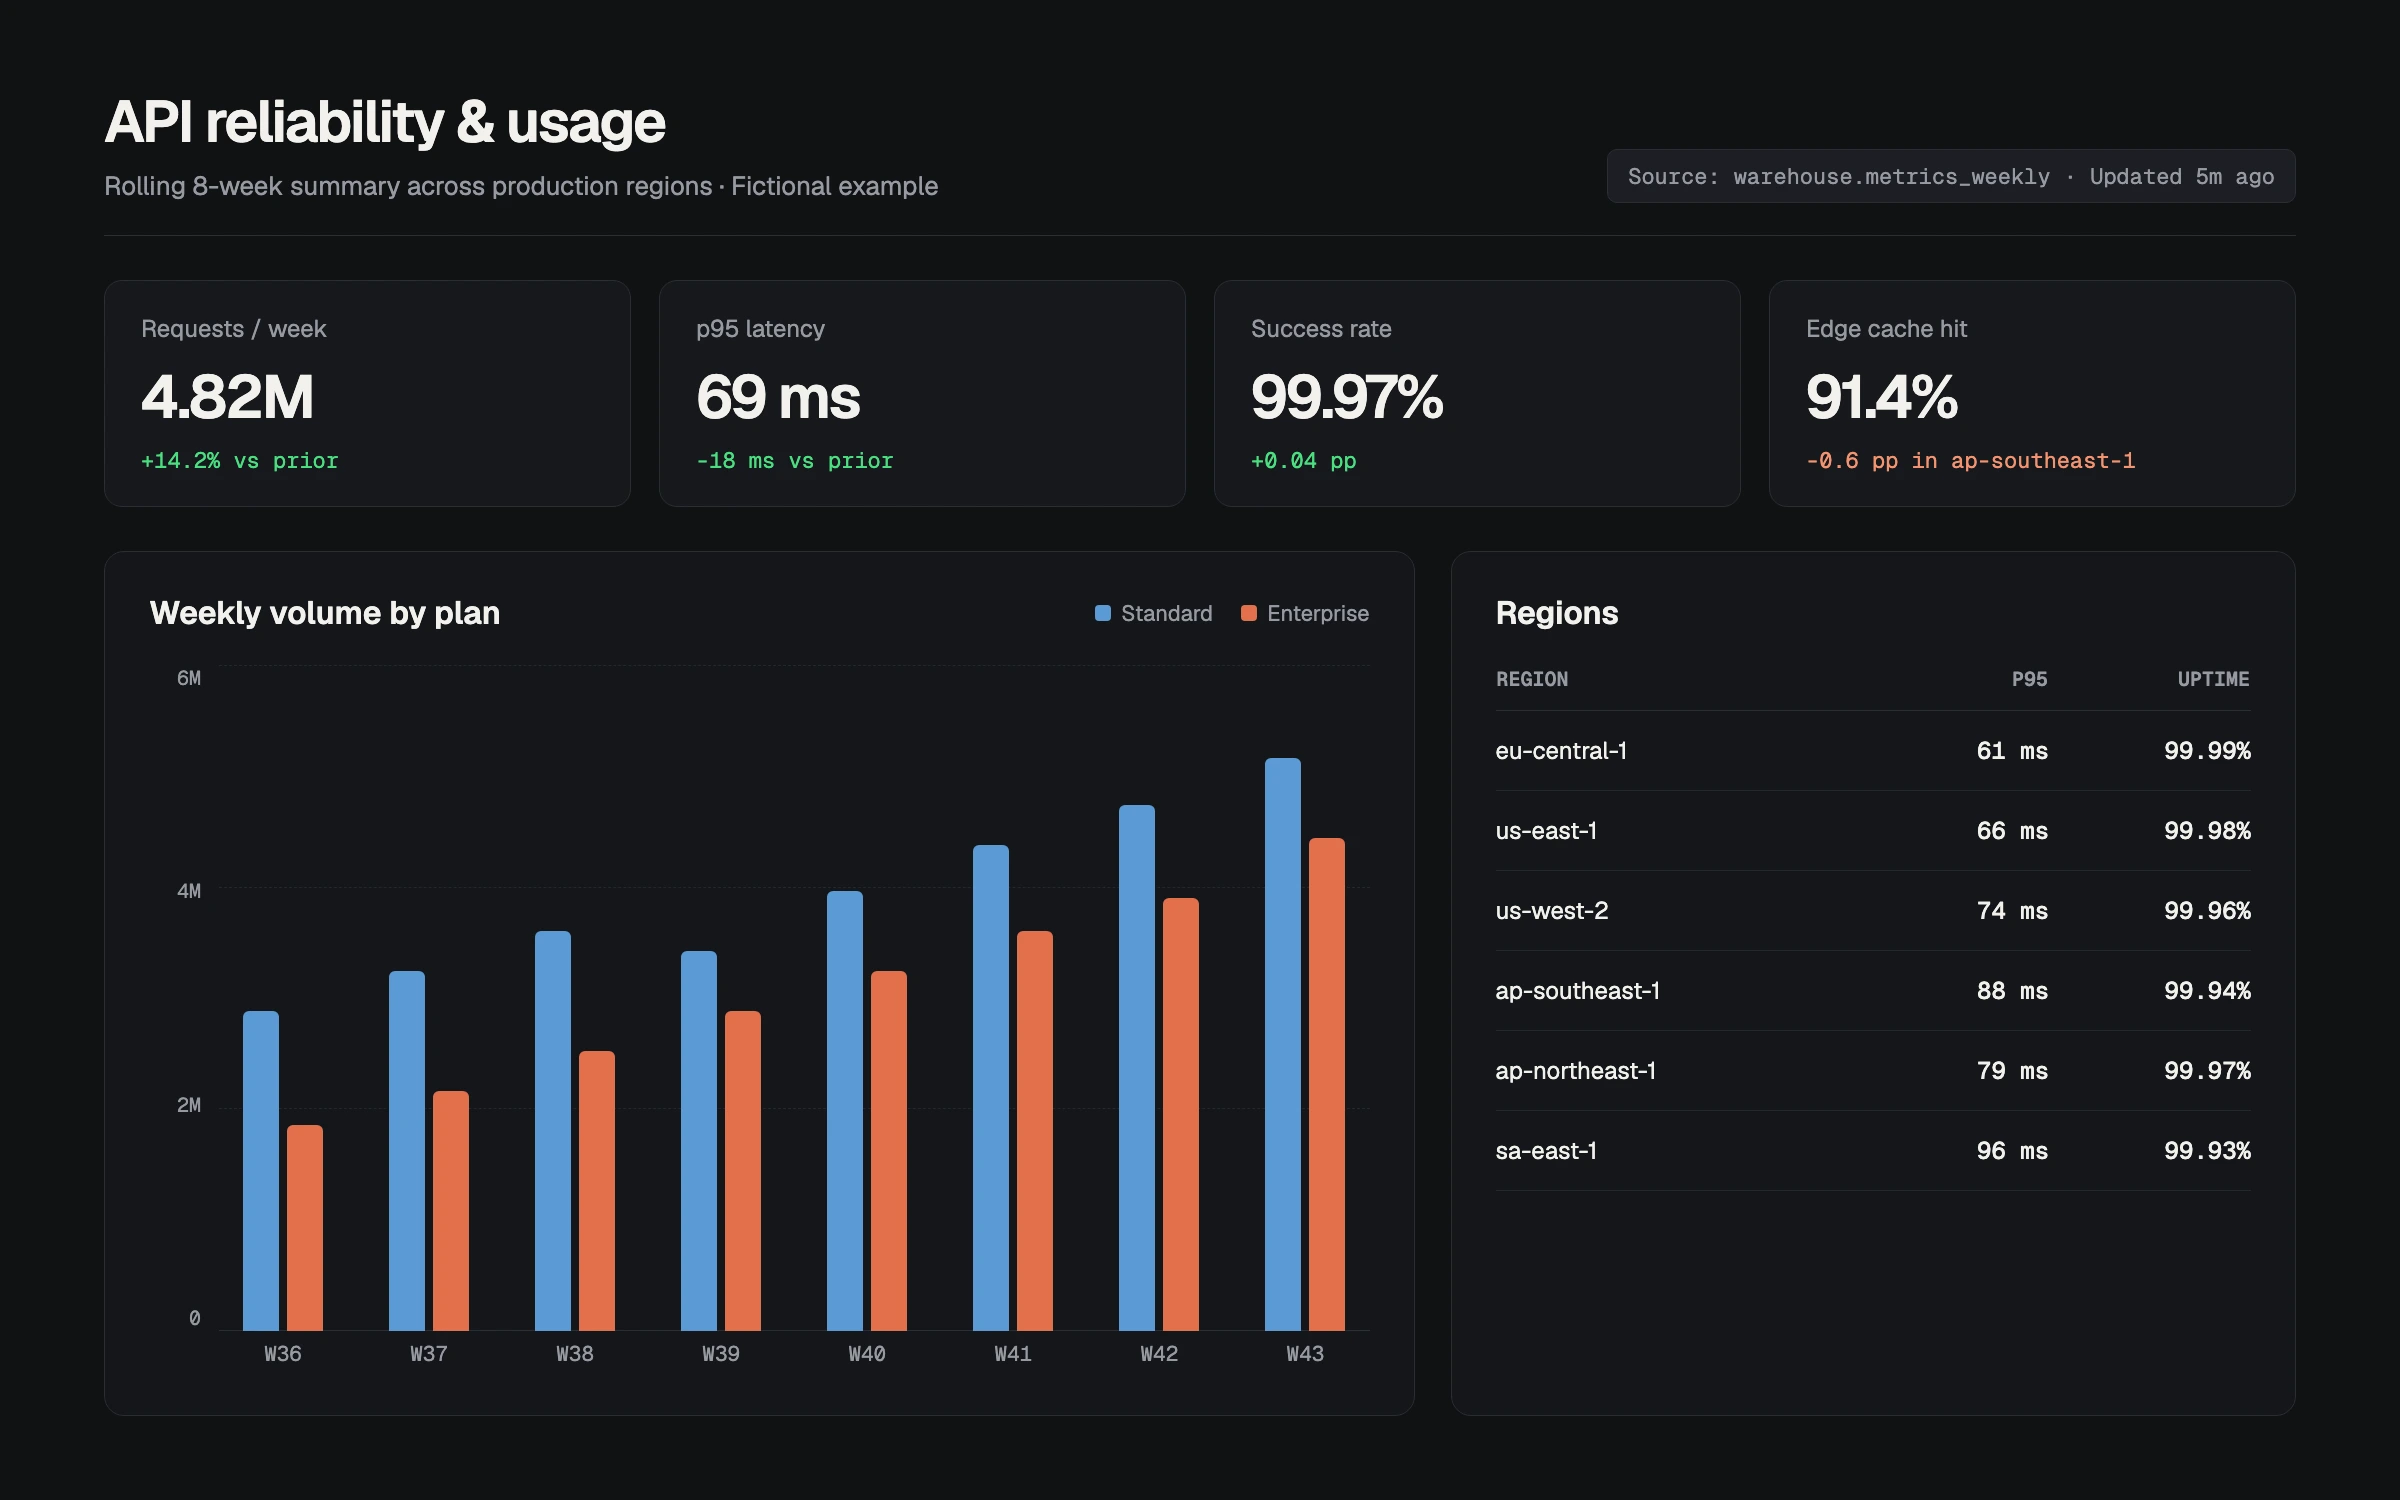 API reliability & usage
Rolling 8-week summary across production regions · Fictional example
Source: warehouse.metrics_weekly · Updated 5m ago
Requests / week
4.82M
+14.2% vs prior
p95 latency
69 ms
-18 ms vs prior
Success rate
99.97%
+0.04 pp
Edge cache hit
91.4%
-0.6 pp in ap-southeast-1
Weekly volume by plan
Standard Enterprise
6M
4M
2M
0
W36 W37 W38 W39 W40 W41 W42 W43
Regions
REGION P95 UPTIME
eu-central-1 61 ms 99.99%
us-east-1 66 ms 99.98%
us-west-2 74 ms 99.96%
ap-southeast-1 88 ms 99.94%
ap-northeast-1 79 ms 99.97%
sa-east-1 96 ms 99.93%